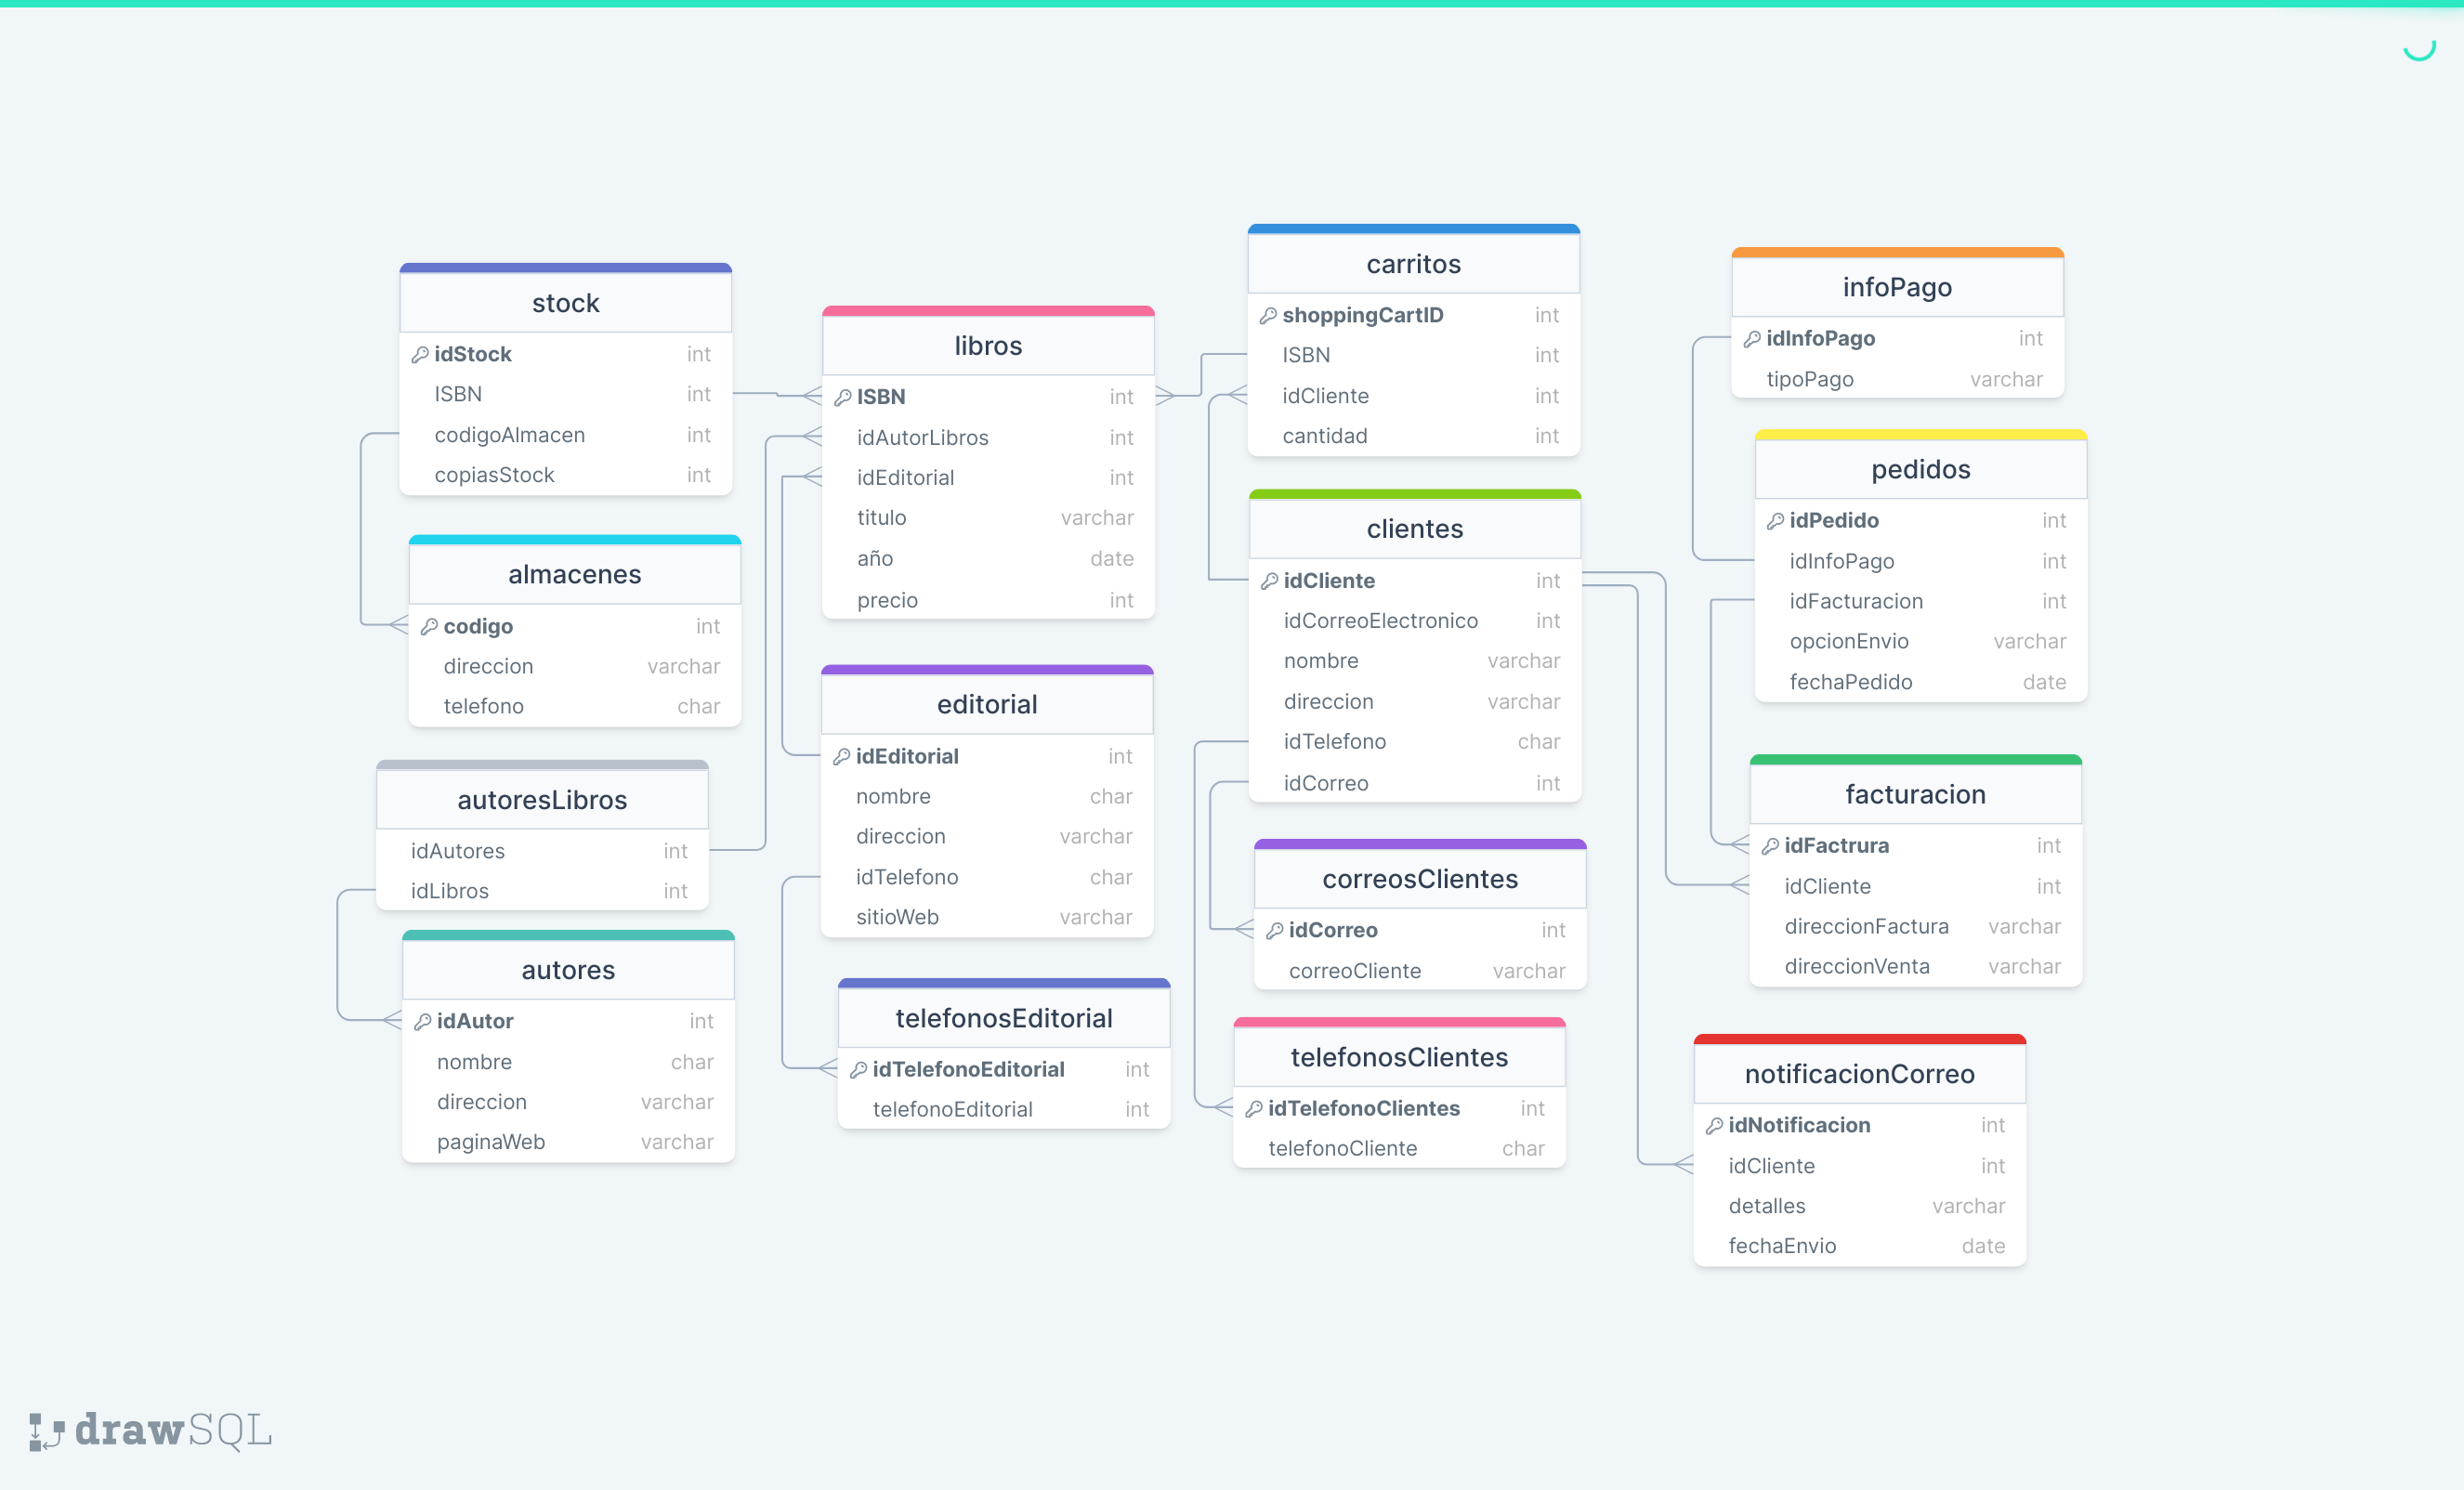 stock
idStock int
ISBN int
codigoAlmacen int
copiasStock int
almacenes
codigo int
direccion varchar
telefono char
autoresLibros
idAutores int
idLibros int
autores
idAutor int
nombre char
direccion varchar
paginaWeb varchar
libros
ISBN int
idAutorLibros int
idEditorial int
titulo varchar
año date
precio int
editorial
idEditorial int
nombre char
direccion varchar
idTelefono char
sitioWeb varchar
telefonosEditorial
idTelefonoEditorial int
telefonoEditorial int
carritos
shoppingCartID int
ISBN int
idCliente int
cantidad int
clientes
idCliente int
idCorreoElectronico int
nombre varchar
direccion varchar
idTelefono char
idCorreo int
correosClientes
idCorreo int
correoCliente varchar
telefonosClientes
idTelefonoClientes int
telefonoCliente char
infoPago
idInfoPago int
tipoPago varchar
pedidos
idPedido int
idInfoPago int
idFacturacion int
opcionEnvio varchar
fechaPedido date
facturacion
idFactrura int
idCliente int
direccionFactura varchar
direccionVenta varchar
notificacionCorreo
idNotificacion int
idCliente int
detalles varchar
fechaEnvio date
drawSQL